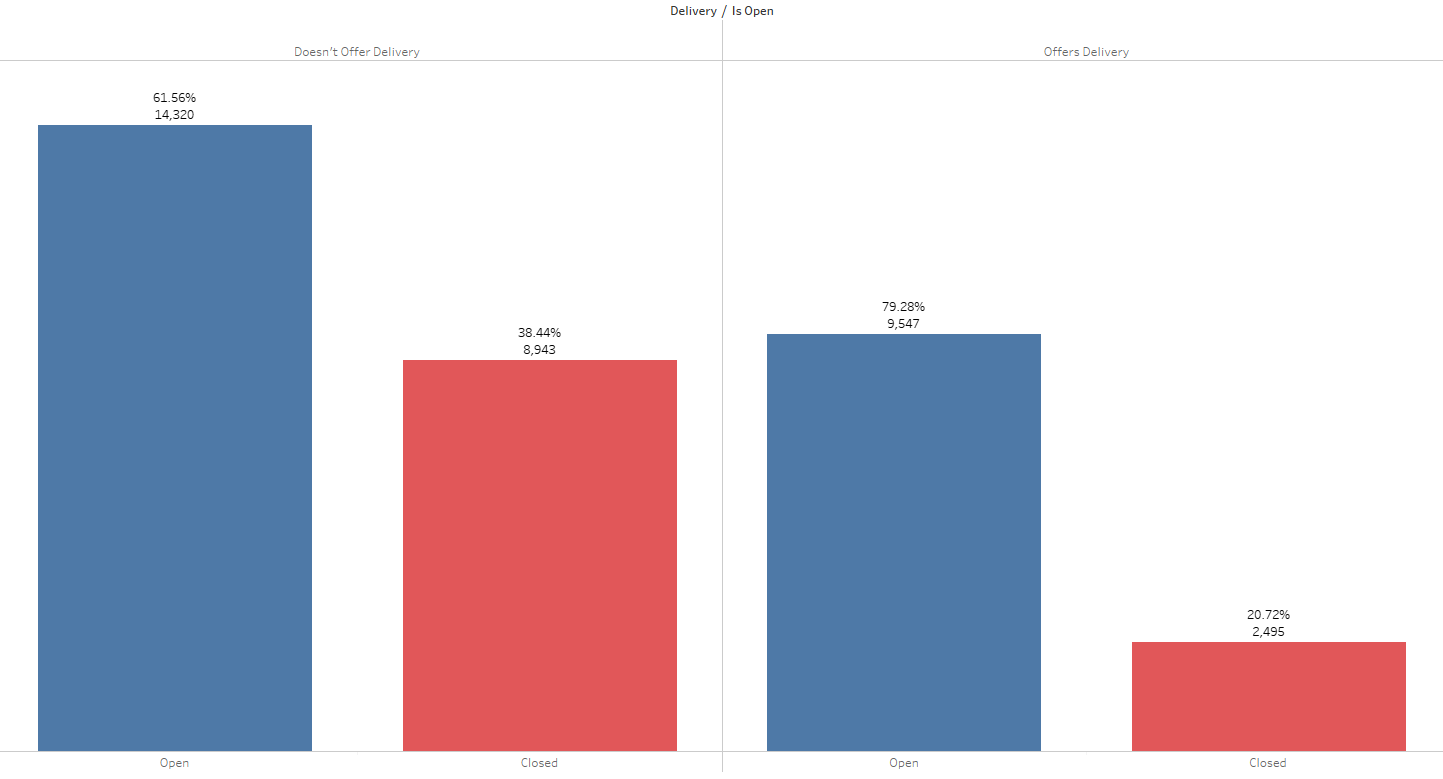 Delivery / Is Open
Doesn't Offer Delivery
Offers Delivery
61.56%
14,320
38.44%
8,943
79.28%
9,547
20.72%
2,495
Open
Closed
Open
Closed